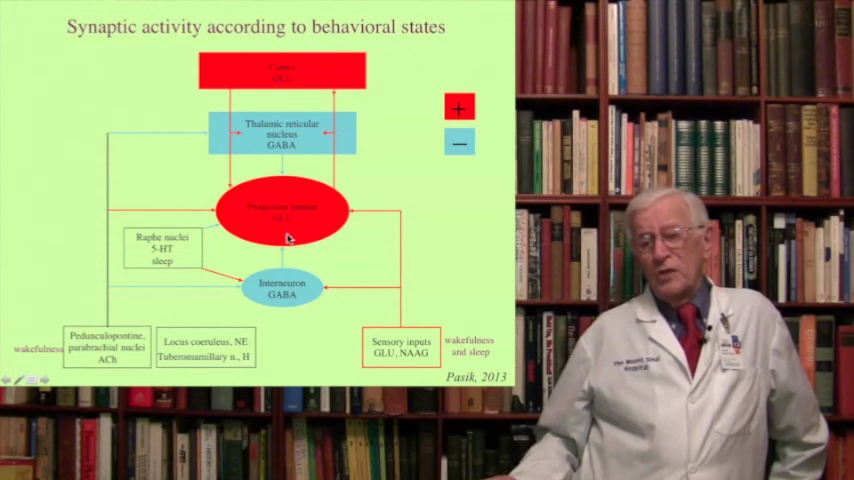 Synaptic activity according to behavioral states
Cortex
GLU
+
Thalamic reticular
nucleus
GABA
−
Projection neuron
GLU
Raphe nuclei
5-HT
sleep
Interneuron
GABA
wakefulness
Pedunculopontine,
parabrachial nuclei
ACh
Locus coeruleus, NE
Tuberomamillary n., H
Sensory inputs
GLU, NAAG
wakefulness
and sleep
Pasik, 2013
The Mount Sinai
Hospital